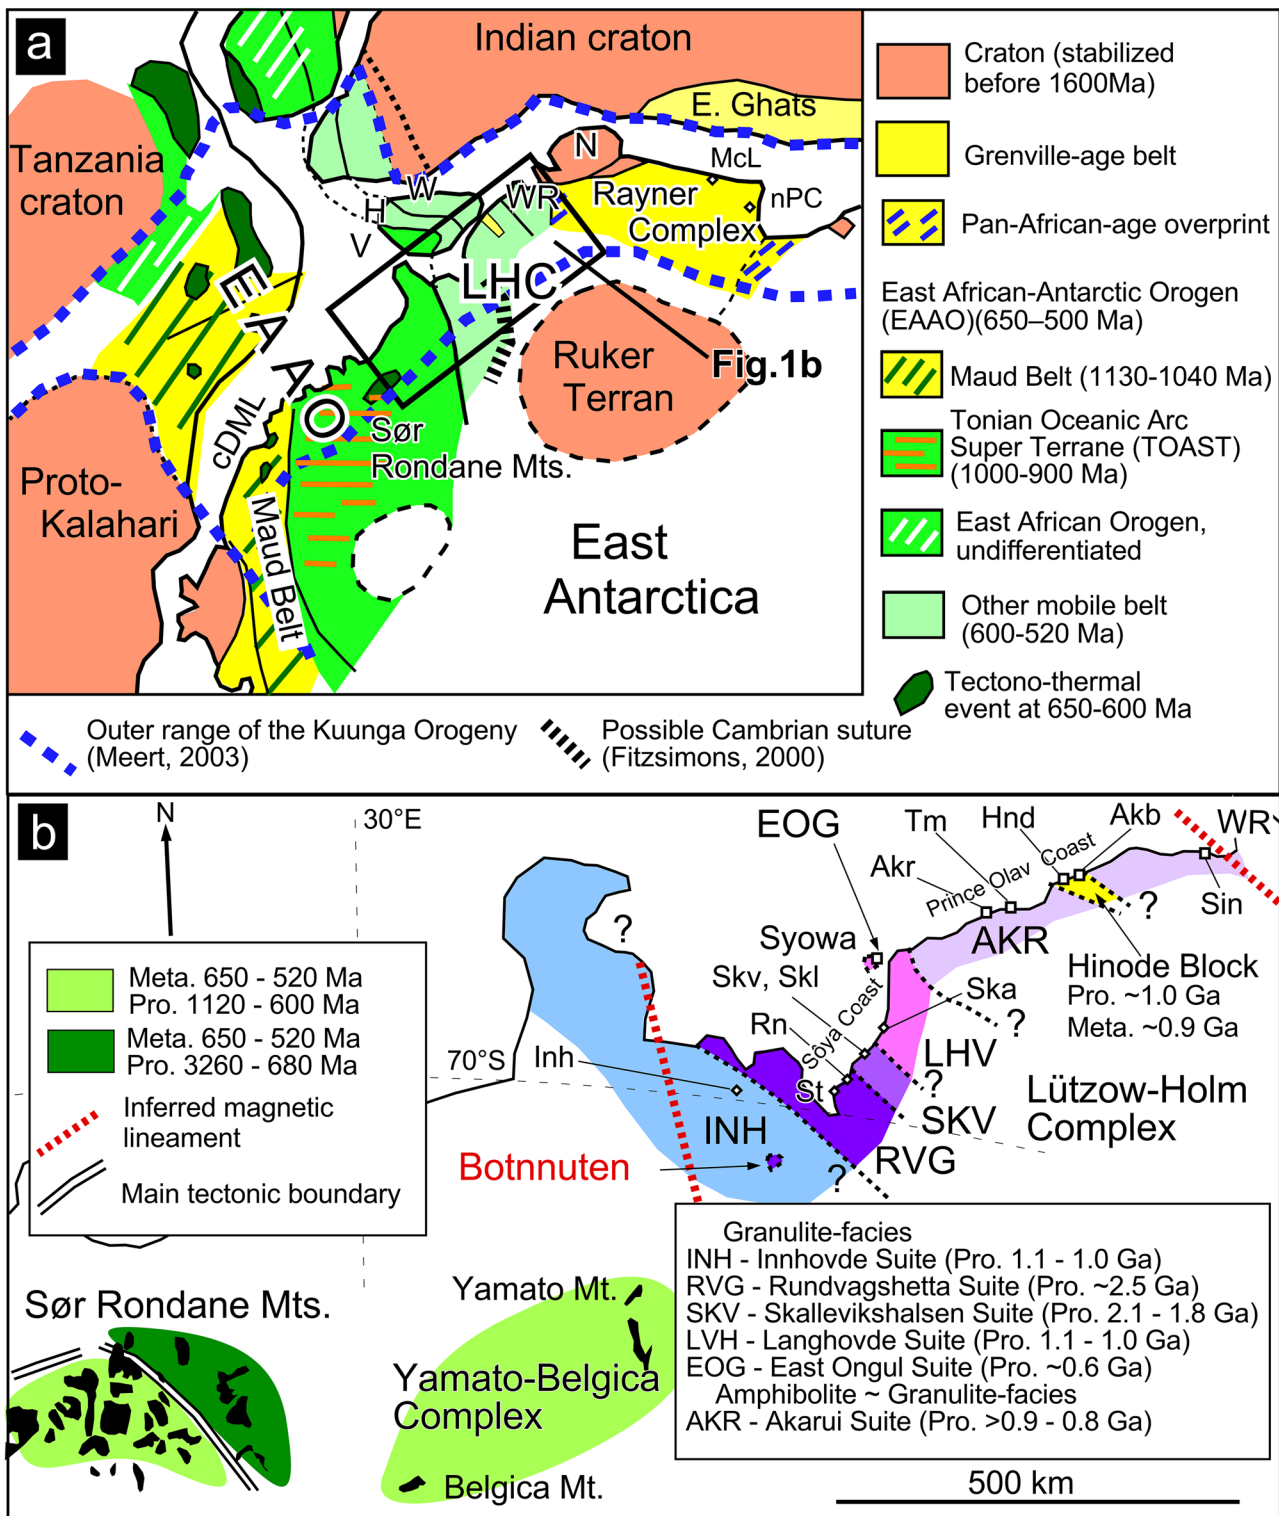 a
Indian craton
E. Ghats
Tanzania
craton
N
McL
W
WR
Rayner
Complex
nPC
H
V
E A A O
LHC
Ruker
Terran
Fig.1b
cDML
Sør
Rondane Mts.
Proto-
Kalahari
Maud Belt
East
Antarctica
Craton (stabilized
before 1600Ma)
Grenville-age belt
Pan-African-age overprint
East African-Antarctic Orogen
(EAAO)(650–500 Ma)
Maud Belt (1130-1040 Ma)
Tonian Oceanic Arc
Super Terrane (TOAST)
(1000-900 Ma)
East African Orogen,
undifferentiated
Other mobile belt
(600-520 Ma)
Tectono-thermal
event at 650-600 Ma
Outer range of the Kuunga Orogeny
(Meert, 2003)
Possible Cambrian suture
(Fitzsimons, 2000)
b
N
30°E
EOG
Tm
Hnd
Akb
WR
Akr
Prince Olav Coast
Sin
?
?
Syowa
AKR
Hinode Block
Pro. ~1.0 Ga
Meta. ~0.9 Ga
Skv, Skl
Ska
Rn
Sôya Coast
?
LHV
70°S
Inh
St
?
SKV
Lützow-Holm
Complex
INH
RVG
Botnnuten
?
Meta. 650 - 520 Ma
Pro. 1120 - 600 Ma
Meta. 650 - 520 Ma
Pro. 3260 - 680 Ma
Inferred magnetic
lineament
Main tectonic boundary
Granulite-facies
INH - Innhovde Suite (Pro. 1.1 - 1.0 Ga)
RVG - Rundvagshetta Suite (Pro. ~2.5 Ga)
SKV - Skallevikshalsen Suite (Pro. 2.1 - 1.8 Ga)
LVH - Langhovde Suite (Pro. 1.1 - 1.0 Ga)
EOG - East Ongul Suite (Pro. ~0.6 Ga)
Amphibolite ~ Granulite-facies
AKR - Akarui Suite (Pro. >0.9 - 0.8 Ga)
Sør Rondane Mts.
Yamato Mt.
Yamato-Belgica
Complex
Belgica Mt.
500 km